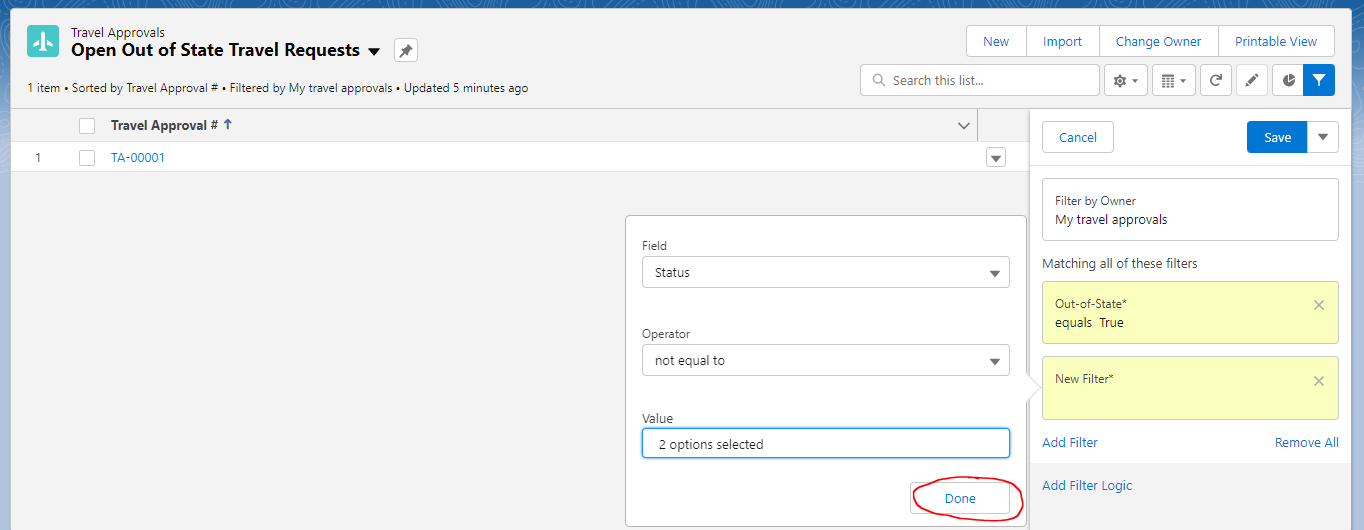 Travel Approvals
Open Out of State Travel Requests
New
Import
Change Owner
Printable View
1 item • Sorted by Travel Approval # • Filtered by My travel approvals • Updated 5 minutes ago
Search this list...
Travel Approval #
1
TA-00001
Cancel
Save
Filter by Owner
My travel approvals
Matching all of these filters
Out-of-State*
equals True
New Filter*
Add Filter
Remove All
Add Filter Logic
Field
Status
Operator
not equal to
Value
2 options selected
Done